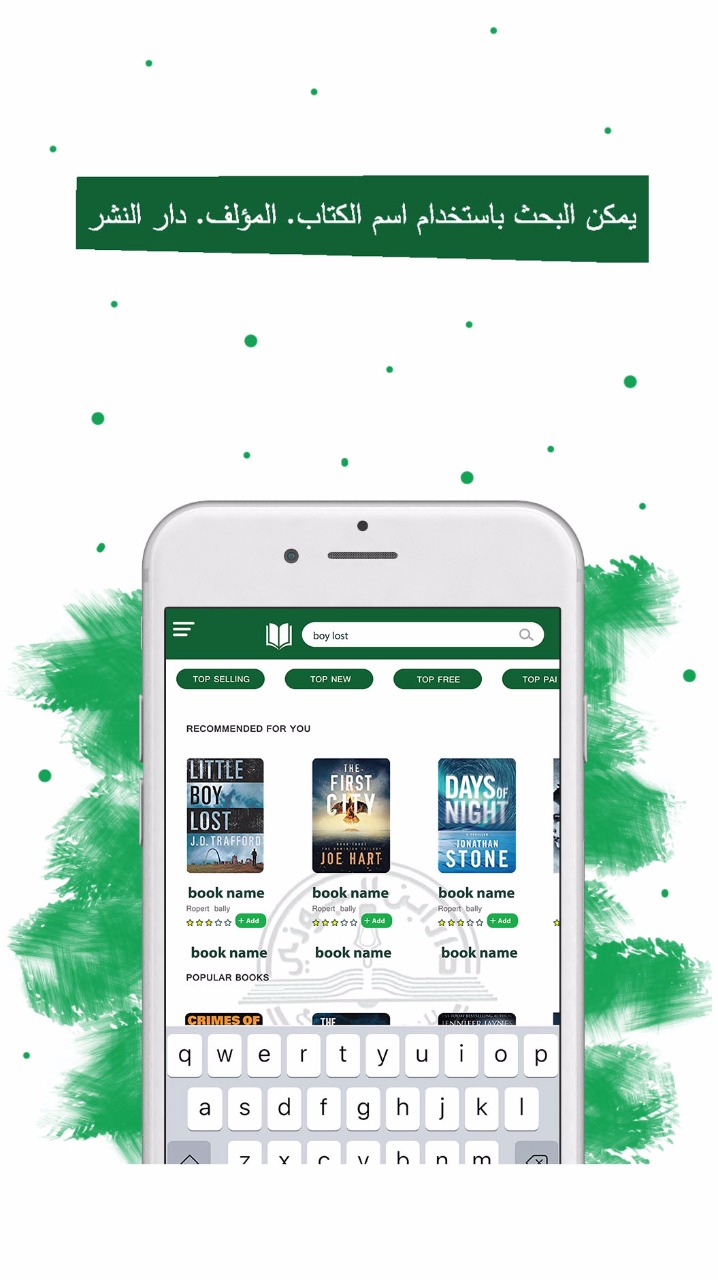 يمكن البحث باستخدام اسم الكتاب. المؤلف. دار النشر
boy lost
TOP SELLING TOP NEW TOP FREE TOP PAI
RECOMMENDED FOR YOU
LITTLE
BOY
LOST
J.D. TRAFFORD
THE
FIRST
CITY
JOE HART
DAYS OF
NIGHT
A THRILLER
JONATHAN
STONE
book name book name book name
Ropert bally Ropert bally Ropert bally
+ Add + Add + Add
book name book name book name
POPULAR BOOKS
CRIMES OF
THE
JENNIFER JAYNES
q w e r t y u i o p
a s d f g h j k l
z x c v b n m